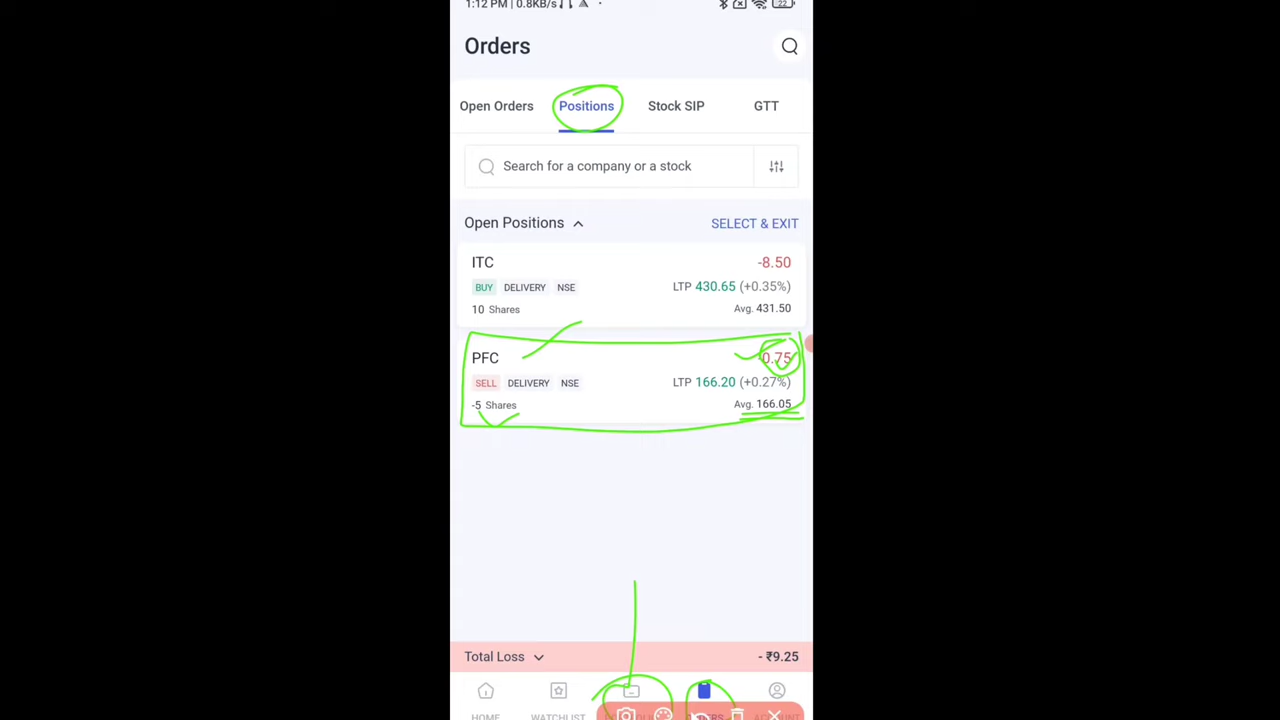 1:12 PM | 0.8KB/s
22
Orders
Open Orders Positions Stock SIP GTT
Search for a company or a stock
Open Positions SELECT & EXIT
ITC -8.50
BUY DELIVERY NSE LTP 430.65 (+0.35%)
10 Shares Avg. 431.50
PFC -0.75
SELL DELIVERY NSE LTP 166.20 (+0.27%)
-5 Shares Avg. 166.05
Total Loss - ₹9.25
HOME WATCHLIST